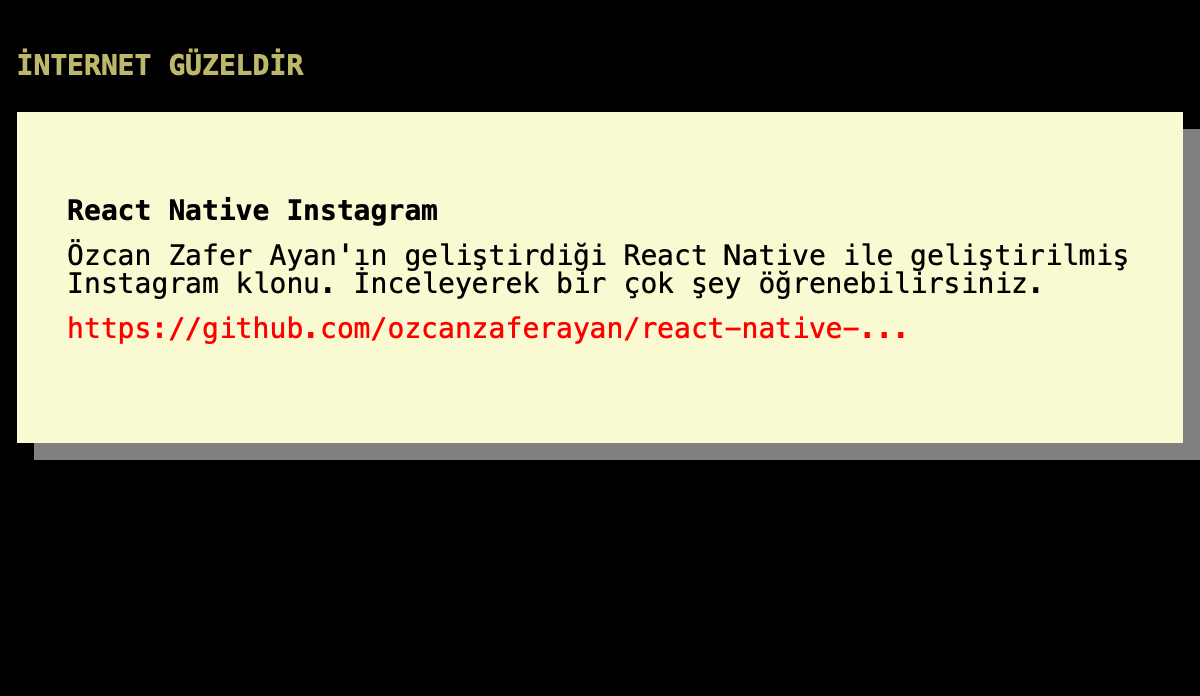 İNTERNET GÜZELDİR
React Native Instagram
Özcan Zafer Ayan'ın geliştirdiği React Native ile geliştirilmiş
Instagram klonu. İnceleyerek bir çok şey öğrenebilirsiniz.
https://github.com/ozcanzaferayan/react-native-...